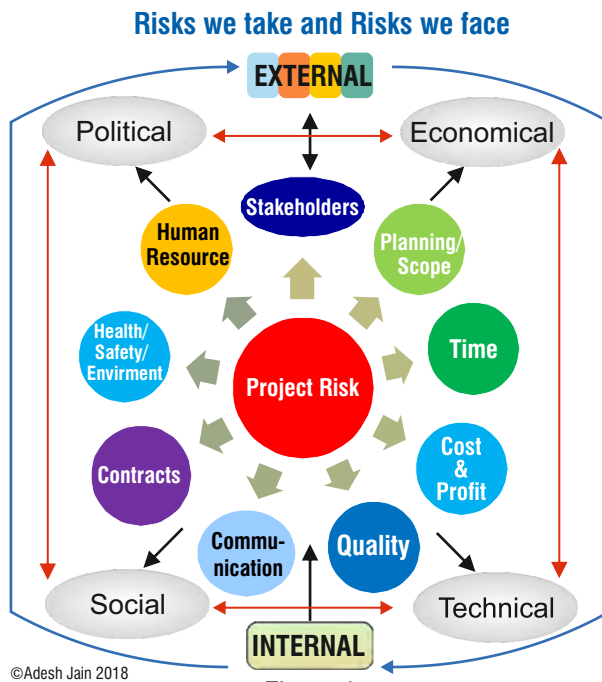 Risks we take and Risks we face
EXTERNAL
Political
Economical
Stakeholders
Human
Resource
Planning/
Scope
Health/
Safety/
Envirment
Time
Project Risk
Contracts
Cost
&
Profit
Commu-
nication
Quality
Social
Technical
INTERNAL
©Adesh Jain 2018